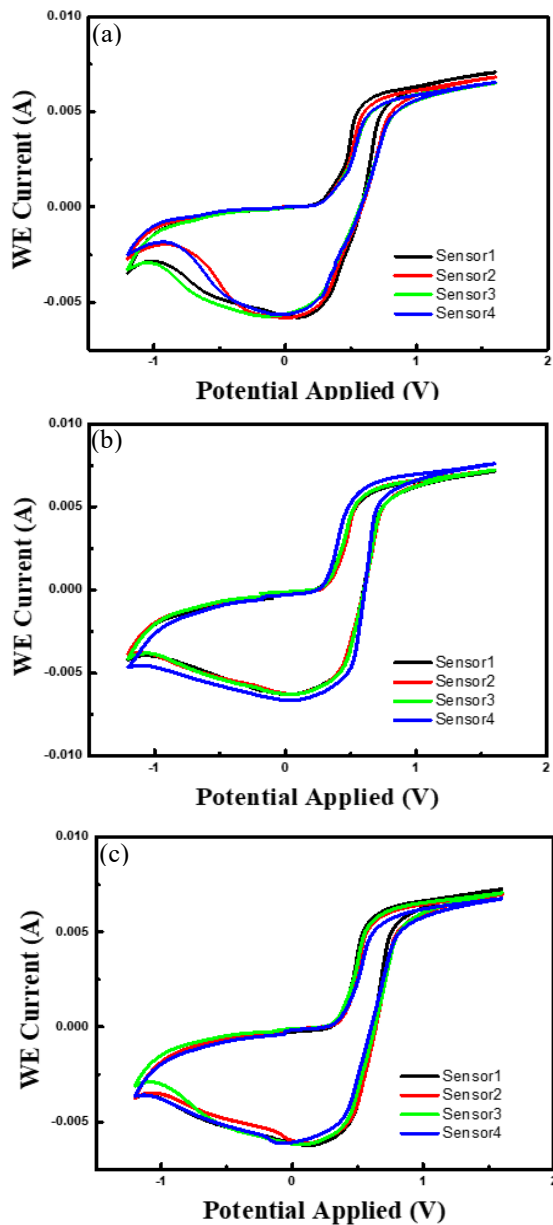 (a)
0.010
0.005
0.000
-0.005
WE Current (A)
Sensor1
Sensor2
Sensor3
Sensor4
-1 0 1 2
Potential Applied (V)
(b)
0.010
0.005
0.000
-0.005
-0.010
WE Current (A)
Sensor1
Sensor2
Sensor3
Sensor4
-1 0 1 2
Potential Applied (V)
(c)
0.010
0.005
0.000
-0.005
WE Current (A)
Sensor1
Sensor2
Sensor3
Sensor4
-1 0 1 2
Potential Applied (V)